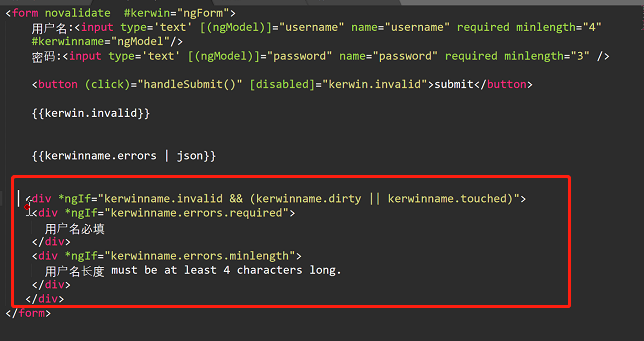 <form novalidate  #kerwin="ngForm">
用户名:<input type='text' [(ngModel)]="username" name="username" required minlength="4"
#kerwinname="ngModel"/>
密码:<input type='text' [(ngModel)]="password" name="password" required minlength="3" />
<button (click)="handleSubmit()" [disabled]="kerwin.invalid">submit</button>
{{kerwin.invalid}}
{{kerwinname.errors | json}}
<div *ngIf="kerwinname.invalid && (kerwinname.dirty || kerwinname.touched)">
<div *ngIf="kerwinname.errors.required">
用户名必填
</div>
<div *ngIf="kerwinname.errors.minlength">
用户名长度 must be at least 4 characters long.
</div>
</div>
</form>